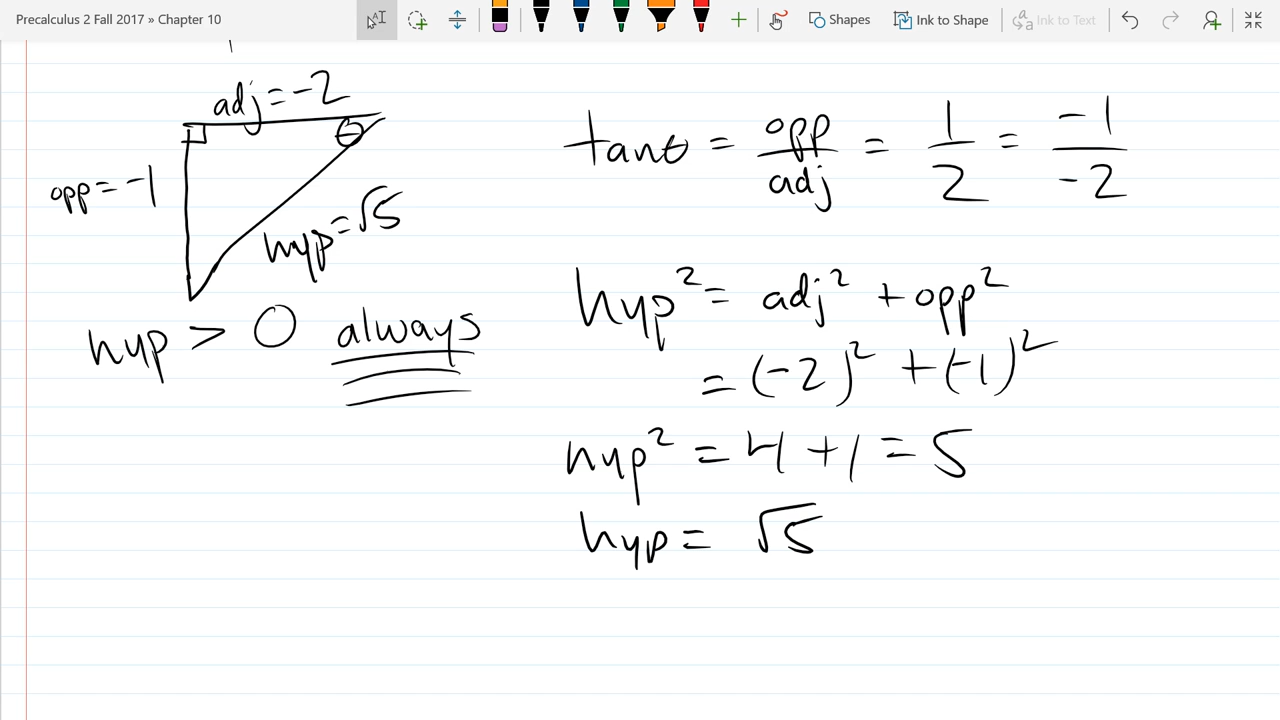 Precalculus 2 Fall 2017 » Chapter 10
Shapes
Ink to Shape
Ink to Text
adj = -2
θ
opp = -1
hyp = √5
hyp > 0 always
tanθ = opp/adj = 1/2 = -1/-2
hyp² = adj² + opp²
= (-2)² + (-1)²
hyp² = 4 + 1 = 5
hyp = √5